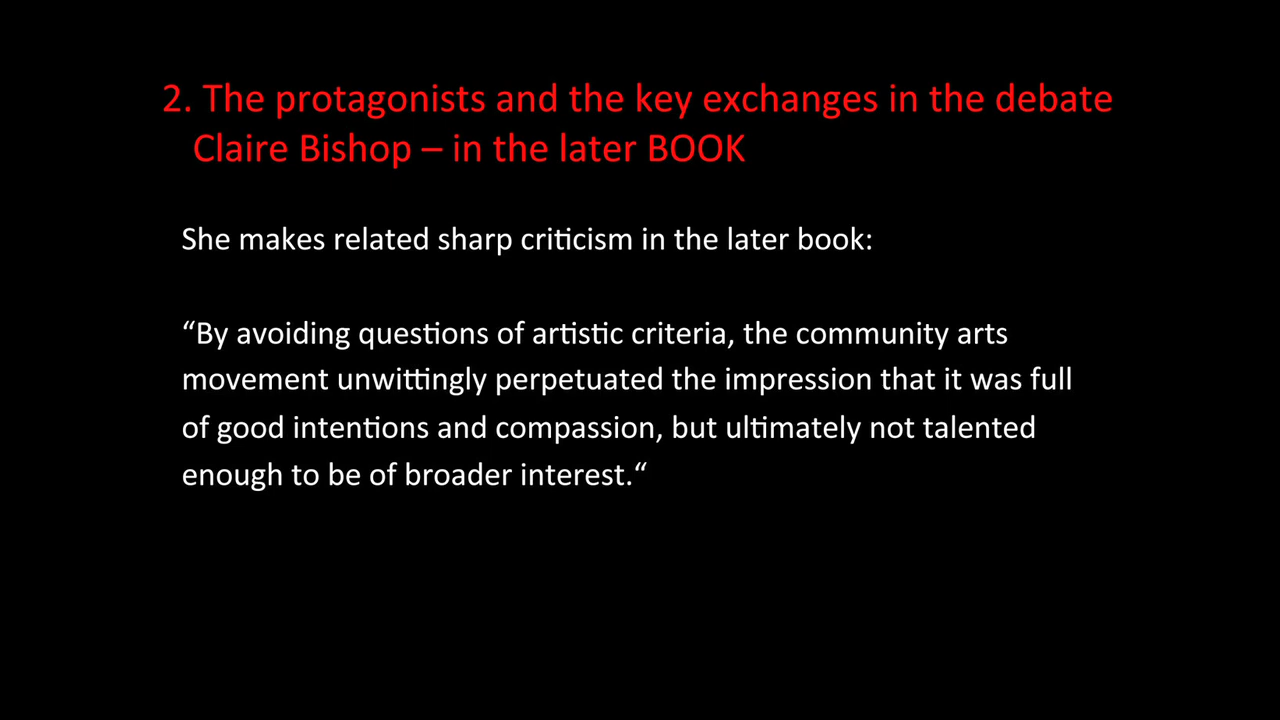 2. The protagonists and the key exchanges in the debate
Claire Bishop – in the later BOOK
She makes related sharp criticism in the later book:
“By avoiding questions of artistic criteria, the community arts
movement unwittingly perpetuated the impression that it was full
of good intentions and compassion, but ultimately not talented
enough to be of broader interest.“